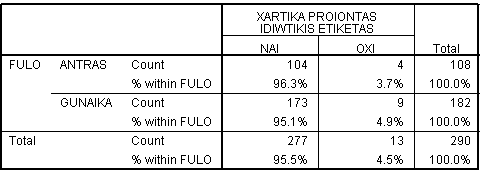 XARTIKA PROIONTAS
IDIWTIKIS ETIKETAS
NAI OXI Total
FULO ANTRAS Count 104 4 108
% within FULO 96.3% 3.7% 100.0%
GUNAIKA Count 173 9 182
% within FULO 95.1% 4.9% 100.0%
Total Count 277 13 290
% within FULO 95.5% 4.5% 100.0%